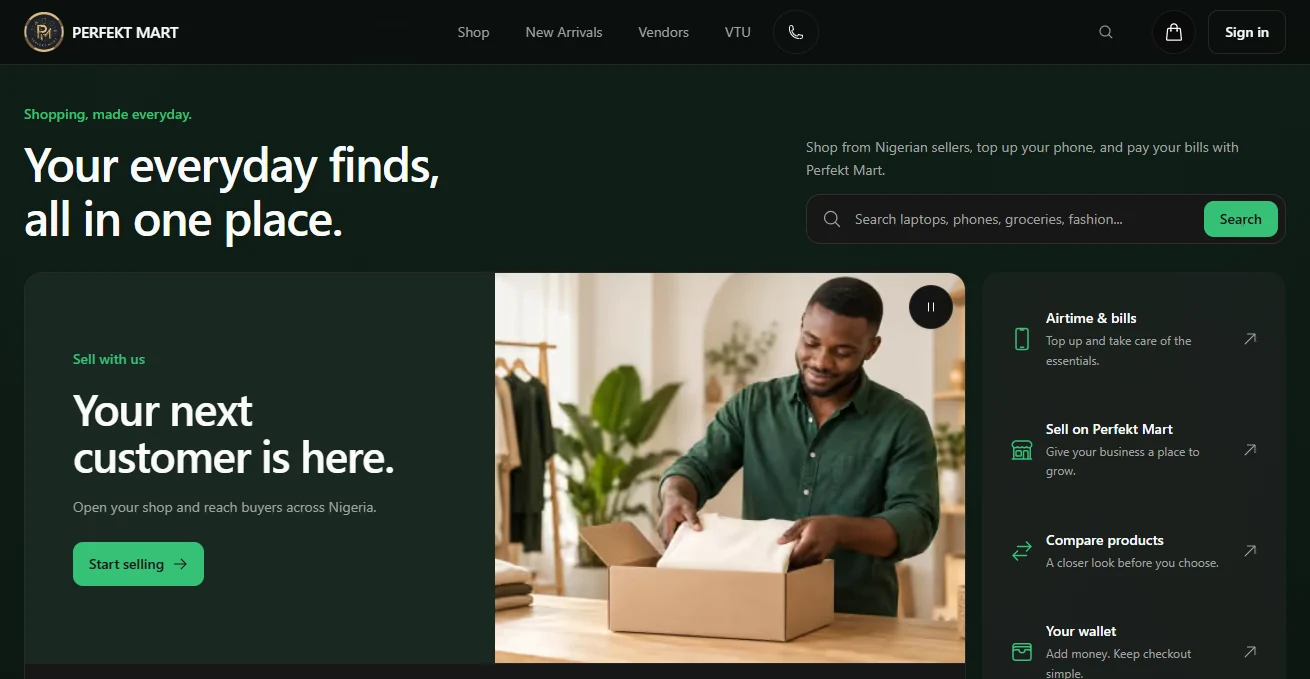 PERFEKT MART
Shop
New Arrivals
Vendors
VTU
Sign in
Shopping, made everyday.
Your everyday finds,
all in one place.
Shop from Nigerian sellers, top up your phone, and pay your bills with
Perfekt Mart.
Search laptops, phones, groceries, fashion...
Search
Sell with us
Your next
customer is here.
Open your shop and reach buyers across Nigeria.
Start selling
Airtime & bills
Top up and take care of the
essentials.
Sell on Perfekt Mart
Give your business a place to
grow.
Compare products
A closer look before you choose.
Your wallet
Add money. Keep checkout
simple.